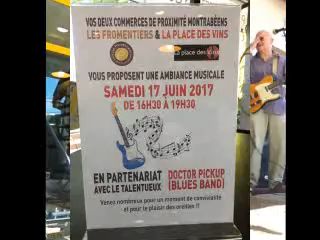 VOS DEUX COMMERCES DE PROXIMITÉ MONTRABÉENS
LES FROMENTIERS & LA PLACE DES VINS
La place des Vins
VOUS PROPOSENT UNE AMBIANCE MUSICALE
SAMEDI 17 JUIN 2017
DE 16H30 À 19H30
EN PARTENARIAT
AVEC LE TALENTUEUX
DOCTOR PICKUP
(BLUES BAND)
Venez nombreux pour un moment de convivialité
et pour le plaisir des oreilles !!